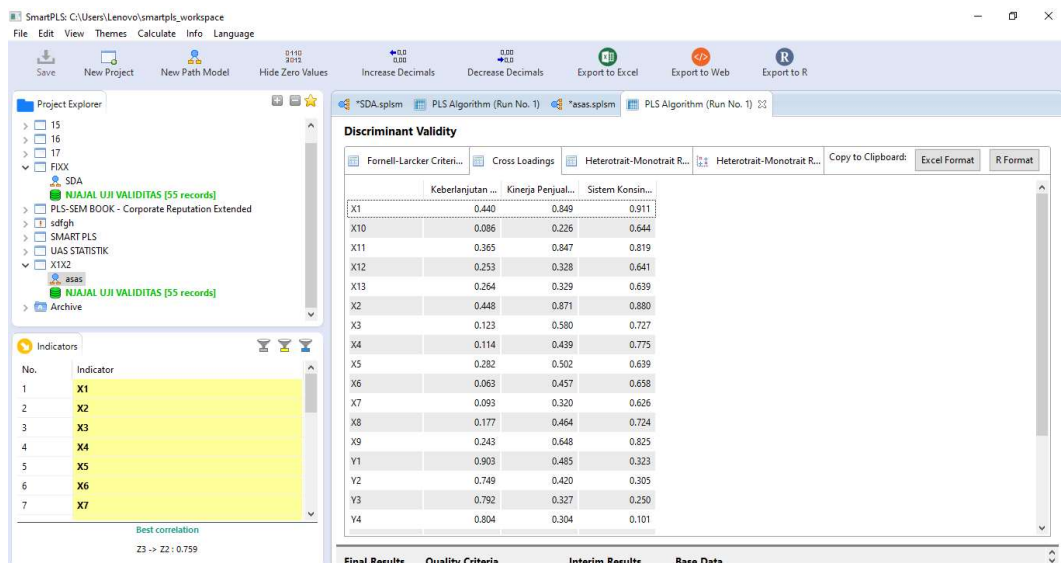 SmartPLS: C:\Users\Lenovo\smartpls_workspace
File Edit View Themes Calculate Info Language
Save New Project New Path Model Hide Zero Values Increase Decimals Decrease Decimals Export to Excel Export to Web Export to R
Project Explorer
15
16
17
FIXX
SDA
NJAJAL UJI VALIDITAS [55 records]
PLS-SEM BOOK - Corporate Reputation Extended
sdfgh
SMART PLS
UAS STATISTIK
X1X2
asas
NJAJAL UJI VALIDITAS [55 records]
Archive
Indicators
No. Indicator
1 X1
2 X2
3 X3
4 X4
5 X5
6 X6
7 X7
Best correlation
Z3 -> Z2 : 0.759
*SDA.splsm PLS Algorithm (Run No. 1) *asas.splsm PLS Algorithm (Run No. 1)
Discriminant Validity
Fornell-Larcker Criteri... Cross Loadings Heterotrait-Monotrait R... Heterotrait-Monotrait R... Copy to Clipboard: Excel Format R Format
Keberlanjutan ... Kinerja Penjual... Sistem Konsin...
X1 0.440 0.849 0.911
X10 0.086 0.226 0.644
X11 0.365 0.847 0.819
X12 0.253 0.328 0.641
X13 0.264 0.329 0.639
X2 0.448 0.871 0.880
X3 0.123 0.580 0.727
X4 0.114 0.439 0.775
X5 0.282 0.502 0.639
X6 0.063 0.457 0.658
X7 0.093 0.320 0.626
X8 0.177 0.464 0.724
X9 0.243 0.648 0.825
Y1 0.903 0.485 0.323
Y2 0.749 0.420 0.305
Y3 0.792 0.327 0.250
Y4 0.804 0.304 0.101
Final Results Quality Criteria Interim Results Base Data